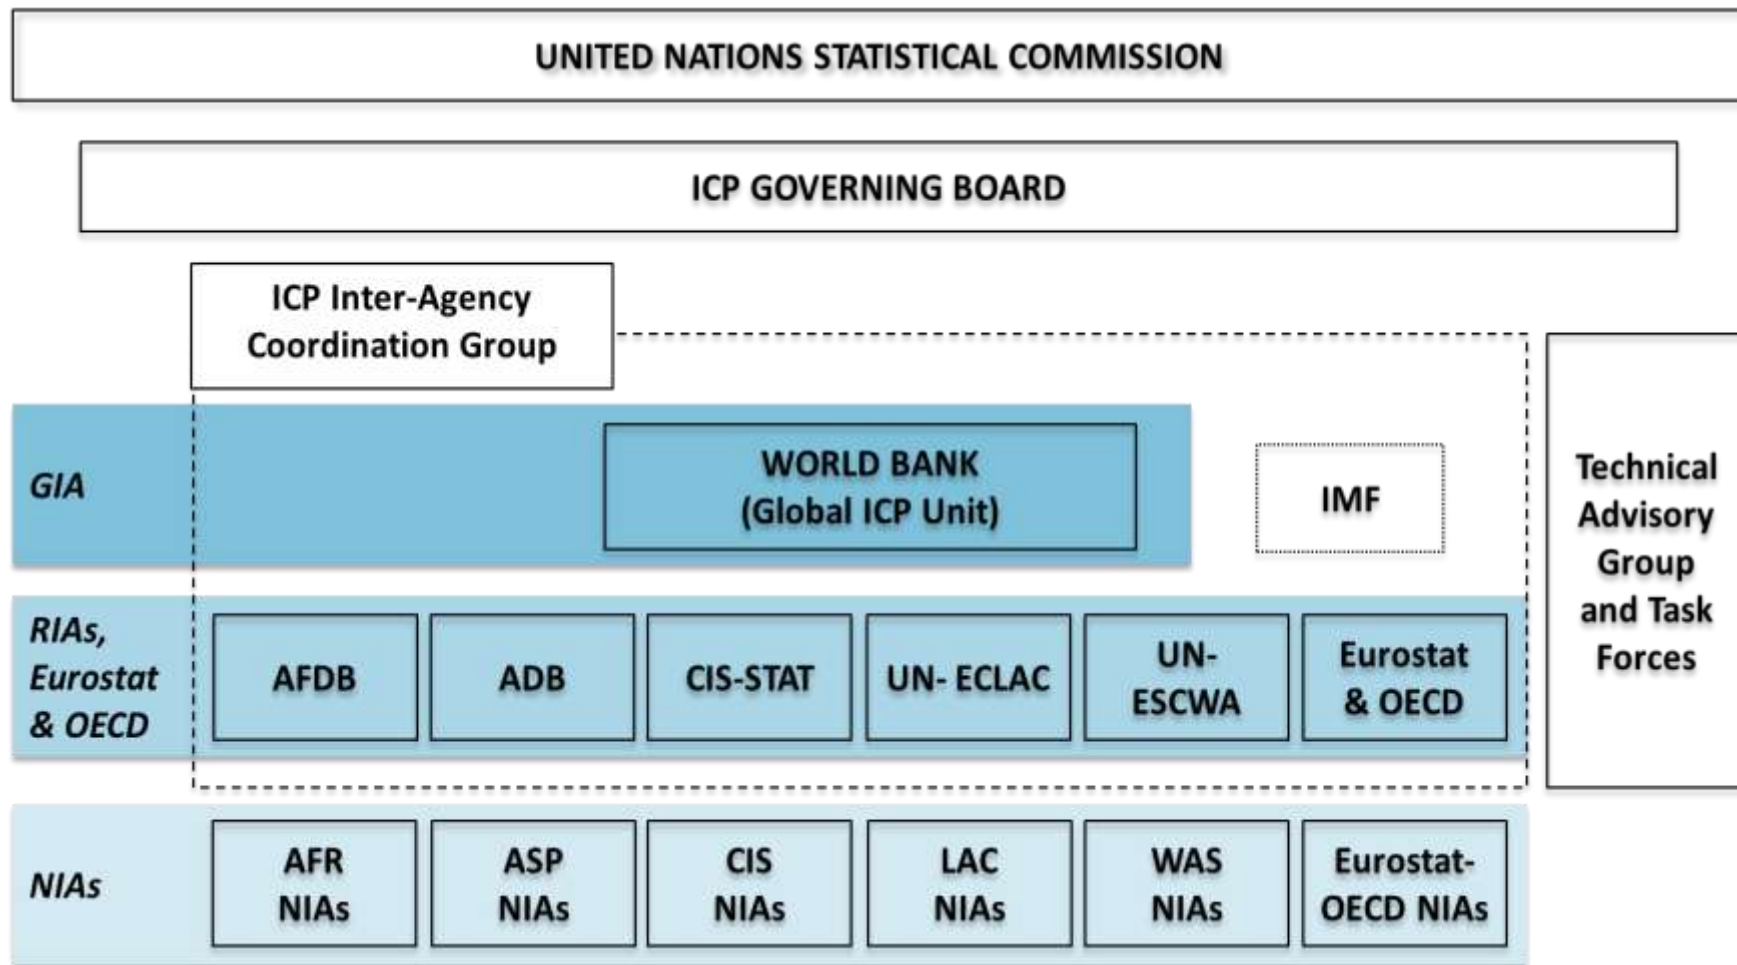 UNITED NATIONS STATISTICAL COMMISSION
ICP GOVERNING BOARD
ICP Inter-Agency
Coordination Group
GIA
WORLD BANK
(Global ICP Unit)
IMF
Technical
Advisory
Group
and Task
Forces
RIAs,
Eurostat
& OECD
AFDB
ADB
CIS-STAT
UN- ECLAC
UN-
ESCWA
Eurostat
& OECD
NIAs
AFR
NIAs
ASP
NIAs
CIS
NIAs
LAC
NIAs
WAS
NIAs
Eurostat-
OECD NIAs